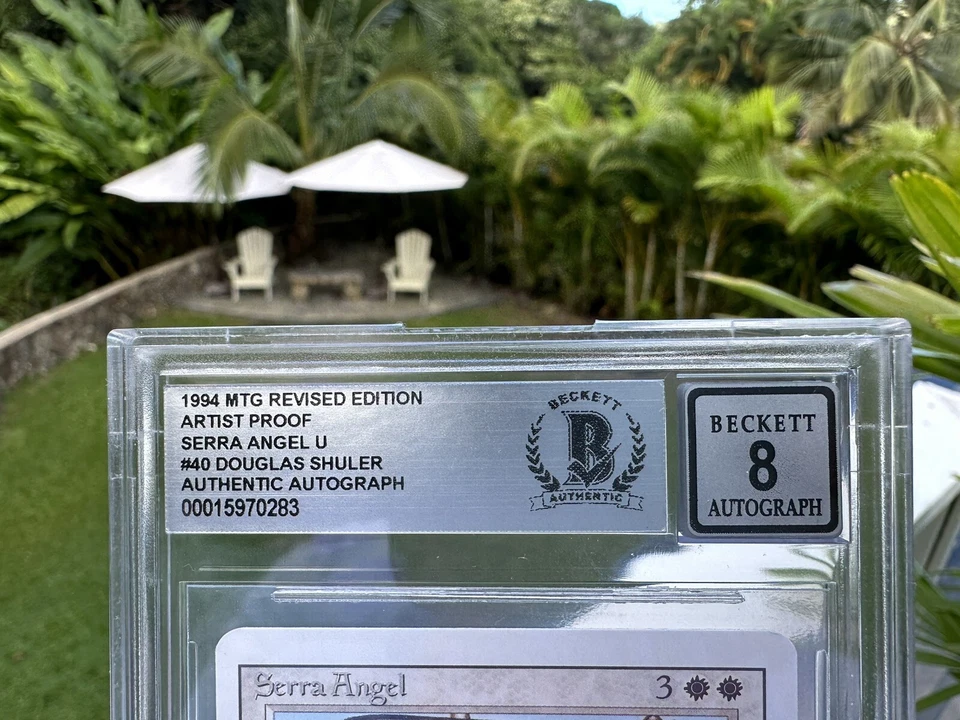 1994 MTG REVISED EDITION
ARTIST PROOF
SERRA ANGEL U
#40 DOUGLAS SHULER
AUTHENTIC AUTOGRAPH
00015970283
BECKETT
B
AUTHENTIC
BECKETT
8
AUTOGRAPH
Serra Angel 3